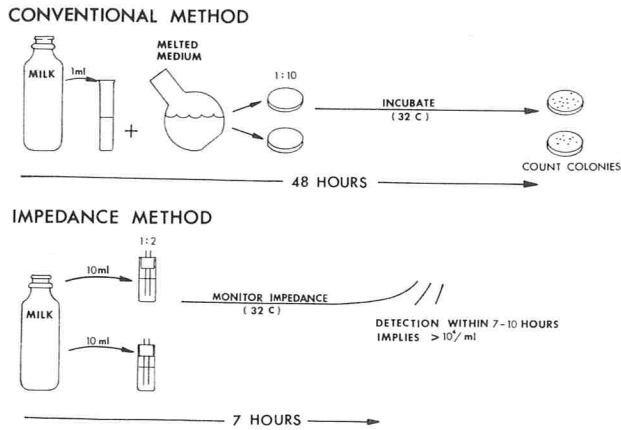 CONVENTIONAL METHOD
MILK
1ml
MELTED
MEDIUM
1:10
INCUBATE
(32 C)
COUNT COLONIES
48 HOURS
IMPEDANCE METHOD
1:2
10ml
MILK
10 ml
MONITOR IMPEDANCE
(32 C)
DETECTION WITHIN 7-10 HOURS
IMPLIES >10⁴/ml
7 HOURS